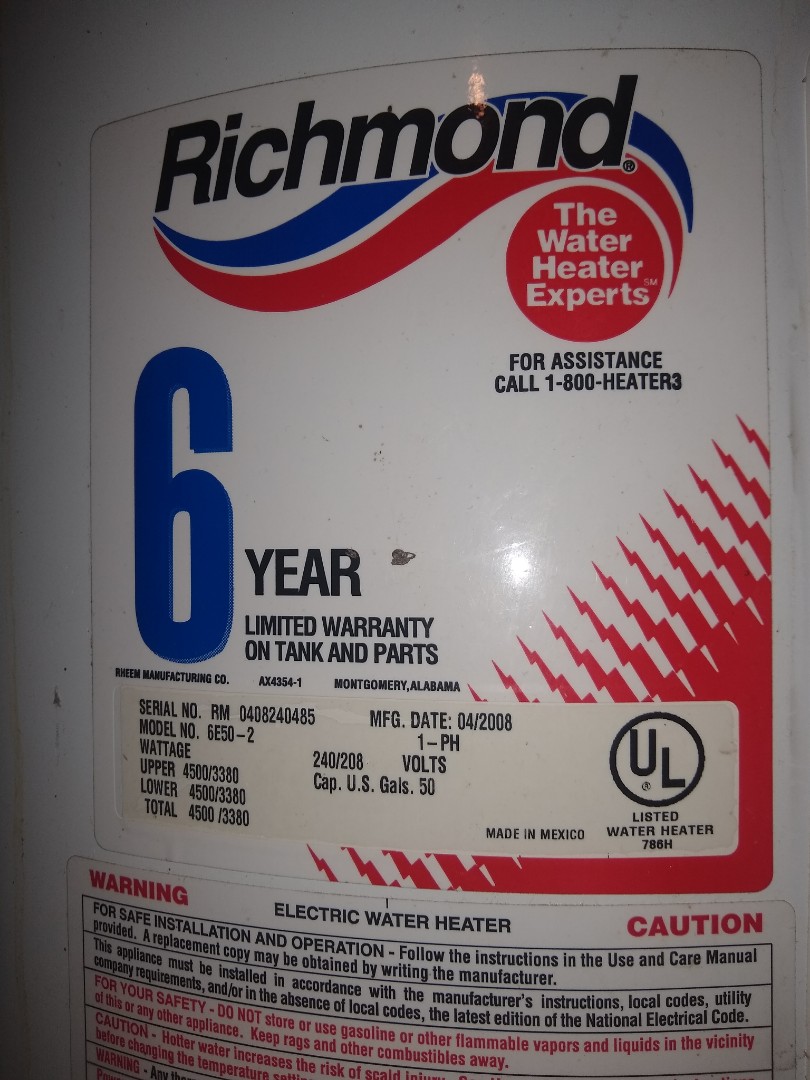 Richmond®
The
Water
Heater
Experts℠
FOR ASSISTANCE
CALL 1-800-HEATER3
6
YEAR
LIMITED WARRANTY
ON TANK AND PARTS
RHEEM MANUFACTURING CO. AX4354-1 MONTGOMERY,ALABAMA
SERIAL NO. RM 0408240485 MFG. DATE: 04/2008
MODEL NO. 6E50-2 1-PH
WATTAGE 240/208 VOLTS
UPPER 4500/3380 Cap. U.S. Gals. 50
LOWER 4500/3380
TOTAL 4500 /3380
MADE IN MEXICO
UL®
LISTED
WATER HEATER
786H
WARNING ELECTRIC WATER HEATER CAUTION
FOR SAFE INSTALLATION AND OPERATION - Follow the instructions in the Use and Care Manual
provided. A replacement copy may be obtained by writing the manufacturer.
This appliance must be installed in accordance with the manufacturer's instructions, local codes, utility
company requirements, and/or in the absence of local codes, the latest edition of the National Electrical Code.
FOR YOUR SAFETY - DO NOT store or use gasoline or other flammable vapors and liquids in the vicinity
of this or any other appliance. Keep rags and other combustibles away.
CAUTION - Hotter water increases the risk of scald injury.
before changing the temperature
WARNING - Any